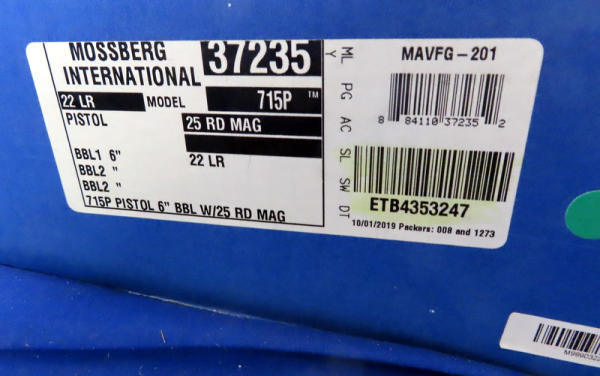 MOSSBERG INTERNATIONAL
37235
22 LR
MODEL 715P ™
PISTOL
25 RD MAG
22 LR
BBL1 6"
BBL2 "
BBL2 "
715P PISTOL 6" BBL W/25 RD MAG
ML PG AC SL SW DT
Y
MAVFG-201
8 84110 37235 2
ETB4353247
10/01/2019 Packers: 008 and 1273